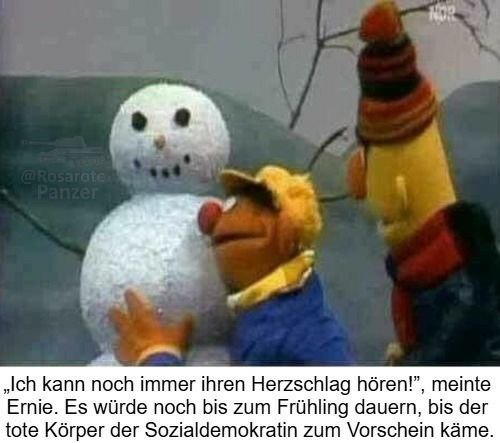 NDR
@Rosarote
Panzer
„Ich kann noch immer ihren Herzschlag hören!”, meinte
Ernie. Es würde noch bis zum Frühling dauern, bis der
tote Körper der Sozialdemokratin zum Vorschein käme.